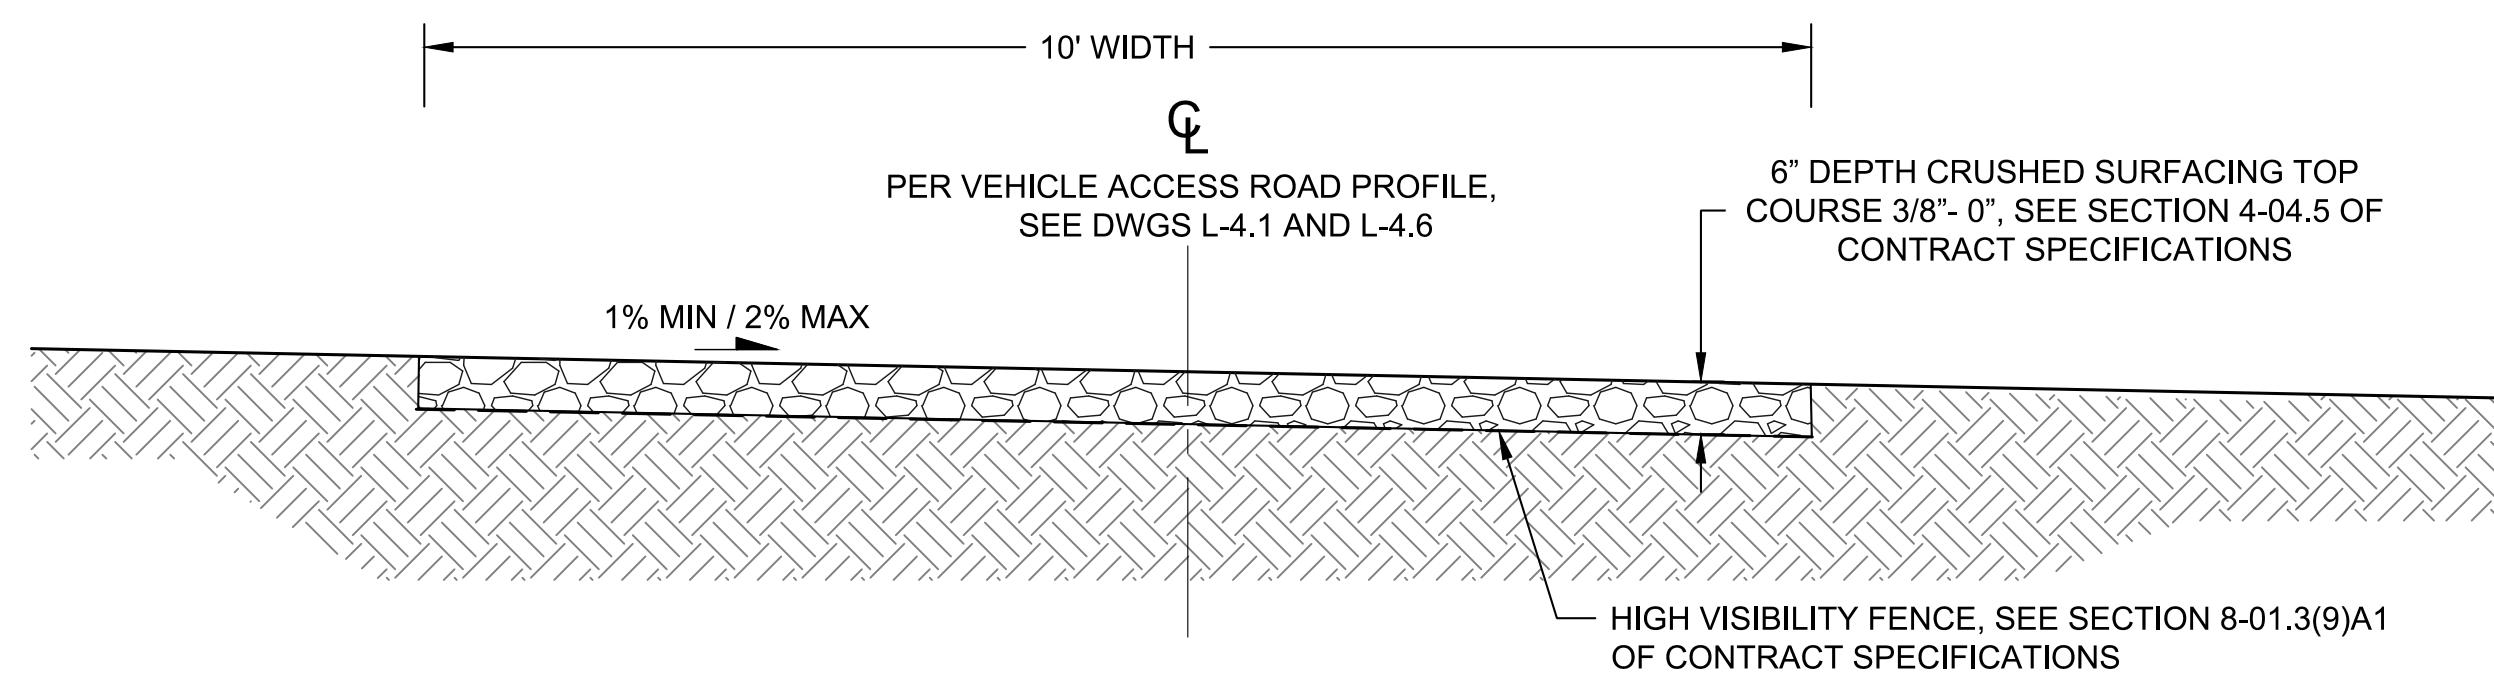 10' WIDTH
℄
PER VEHICLE ACCESS ROAD PROFILE,
SEE DWGS L-4.1 AND L-4.6
6” DEPTH CRUSHED SURFACING TOP
COURSE 3/8”- 0”, SEE SECTION 4-04.5 OF
CONTRACT SPECIFICATIONS
1% MIN / 2% MAX
HIGH VISIBILITY FENCE, SEE SECTION 8-01.3(9)A1
OF CONTRACT SPECIFICATIONS